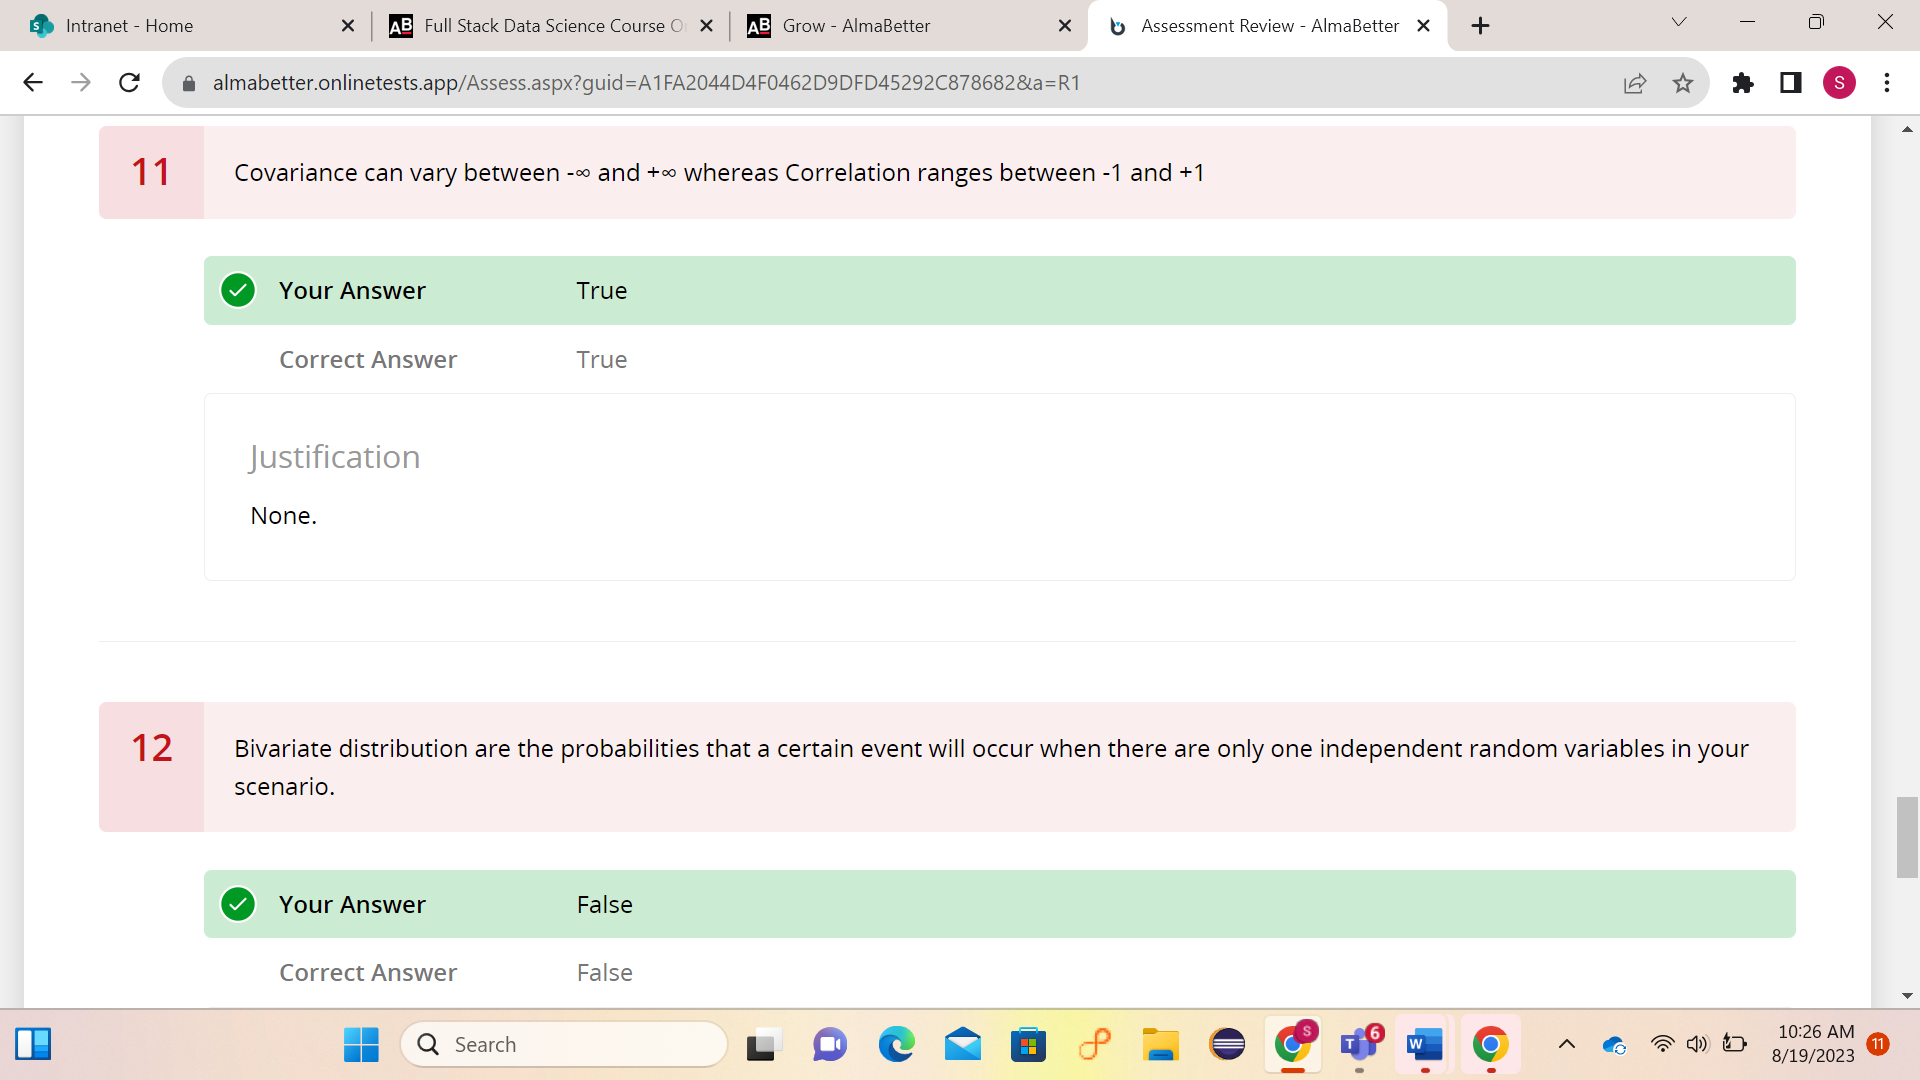 Intranet - Home
AB Full Stack Data Science Course O
AB Grow - AlmaBetter
Assessment Review - AlmaBetter
almabetter.onlinetests.app/Assess.aspx?guid=A1FA2044D4F0462D9DFD45292C878682&a=R1
S
11 Covariance can vary between -∞ and +∞ whereas Correlation ranges between -1 and +1
Your Answer True
Correct Answer True
Justification
None.
12 Bivariate distribution are the probabilities that a certain event will occur when there are only one independent random variables in your
scenario.
Your Answer False
Correct Answer False
Search
S
T 6
W
10:26 AM
8/19/2023
11